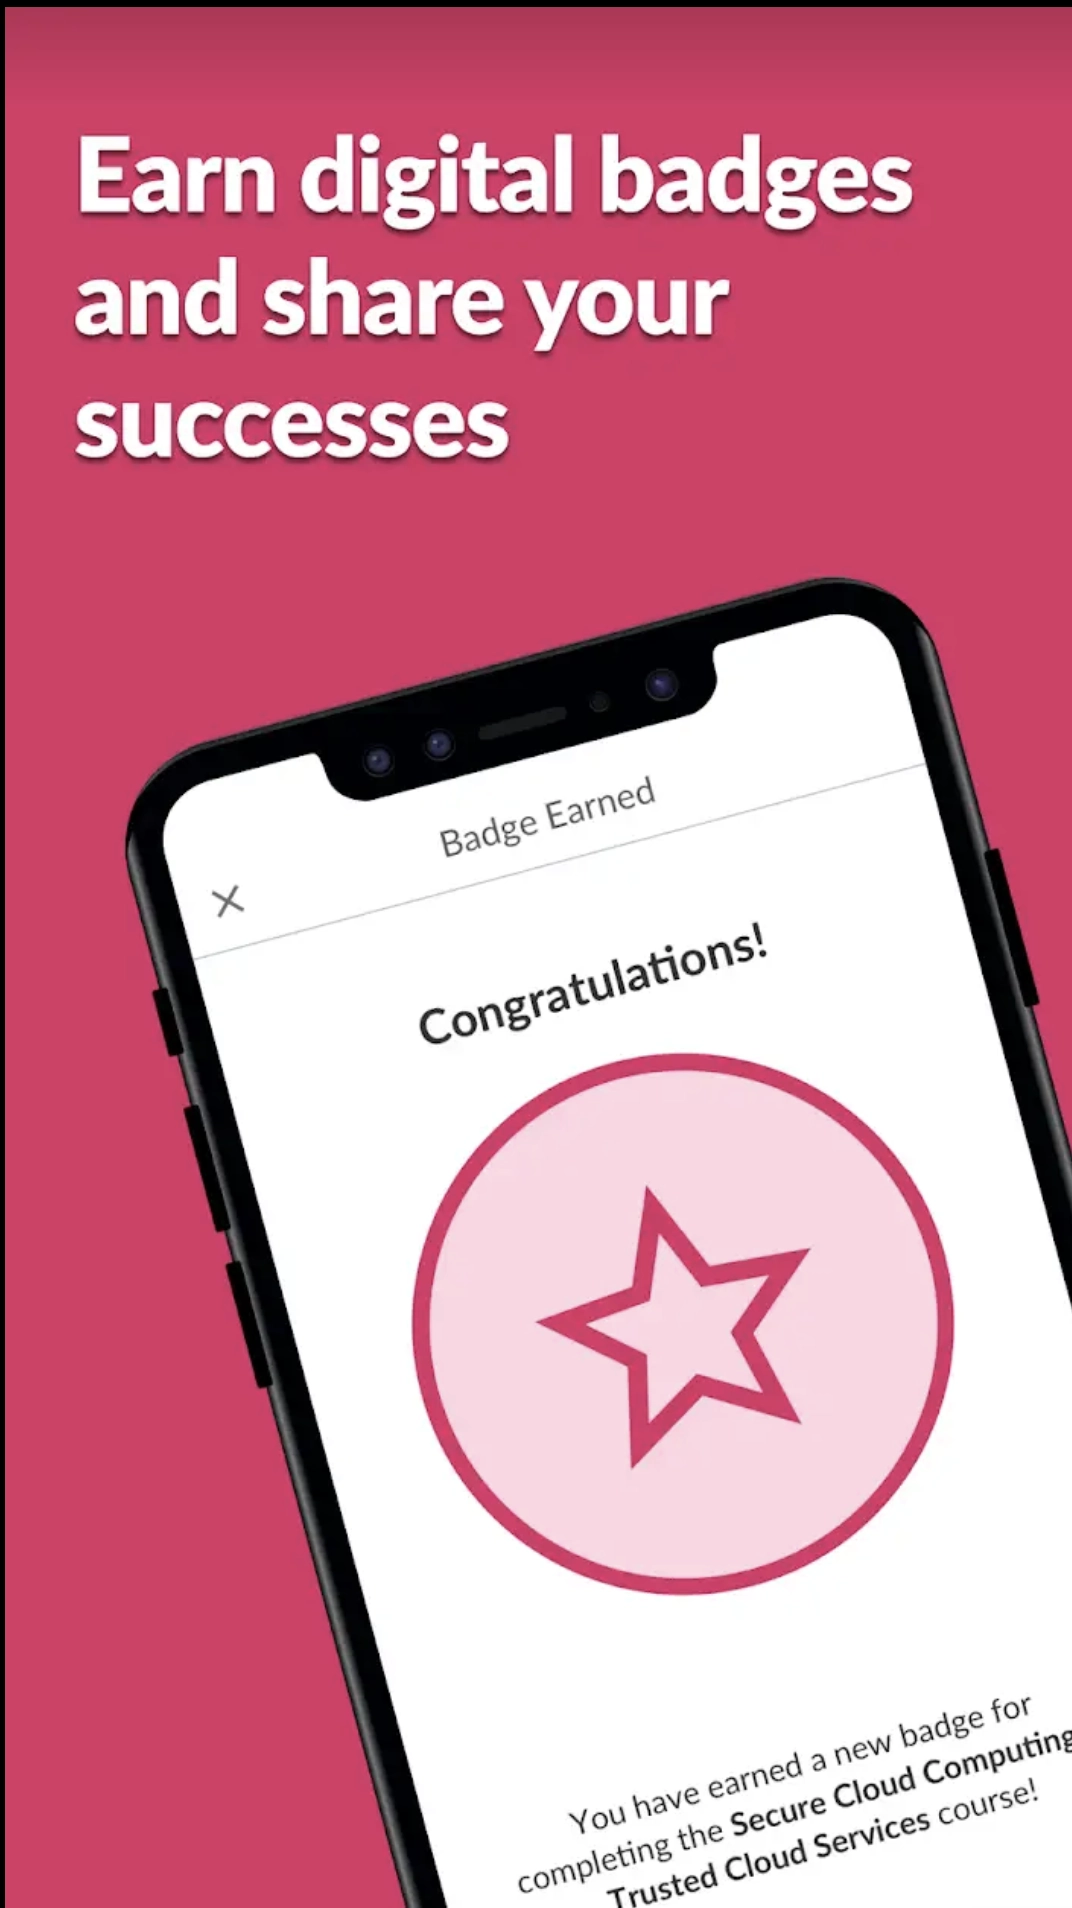 Earn digital badges
and share your
successes
Badge Earned
Congratulations!
You have earned a new badge for
completing the Secure Cloud Computing
Trusted Cloud Services course!